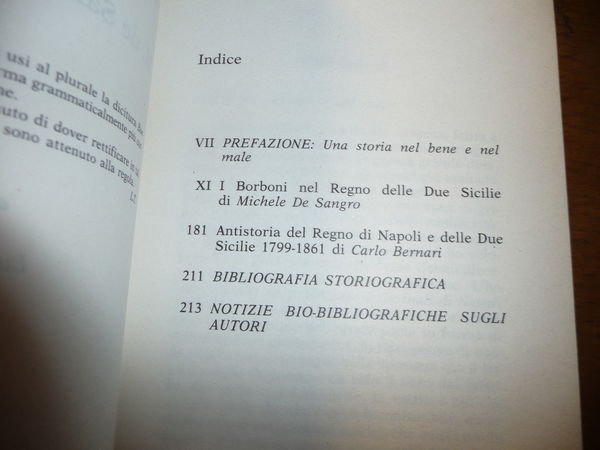 de Sa
usi al plurale la dicitura
rma grammaticalmente più
ne.
uto di dover rettificare in
sono attenuto alla regola.
Indice
VII PREFAZIONE: Una storia nel bene e nel
male
XI I Borboni nel Regno delle Due Sicilie
di Michele De Sangro
181 Antistoria del Regno di Napoli e delle Due
Sicilie 1799-1861 di Carlo Bernari
211 BIBLIOGRAFIA STORIOGRAFICA
213 NOTIZIE BIO-BIBLIOGRAFICHE SUGLI
AUTORI